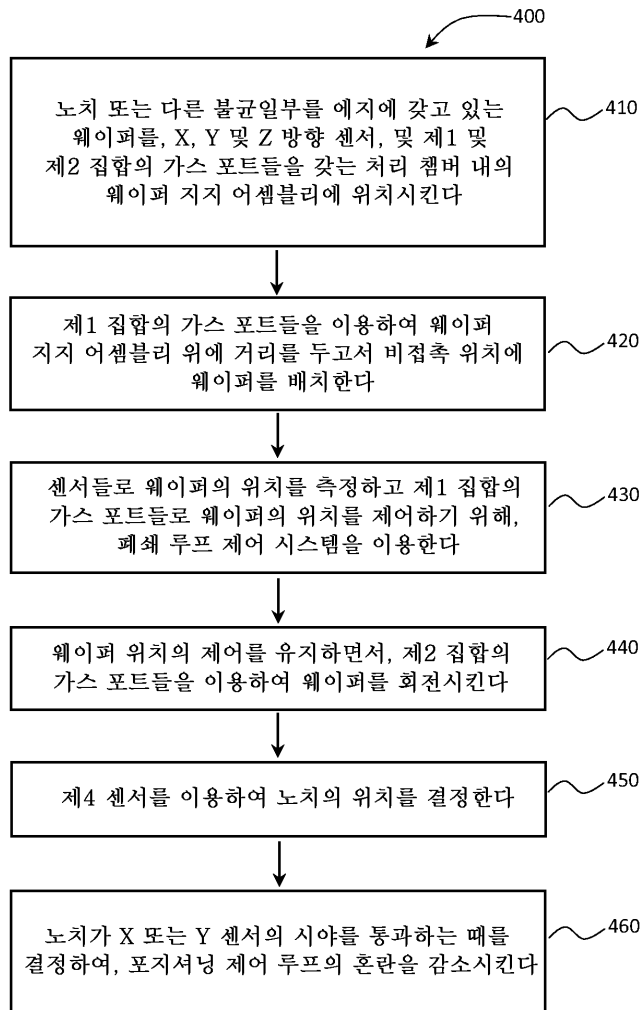 400
노치 또는 다른 불균일부를 에지에 갖고 있는
웨이퍼를, X, Y 및 Z 방향 센서, 및 제1 및
제2 집합의 가스 포트들을 갖는 처리 챔버 내의
웨이퍼 지지 어셈블리에 위치시킨다
410
제1 집합의 가스 포트들을 이용하여 웨이퍼
지지 어셈블리 위에 거리를 두고서 비접촉 위치에
웨이퍼를 배치한다
420
센서들로 웨이퍼의 위치를 측정하고 제1 집합의
가스 포트들로 웨이퍼의 위치를 제어하기 위해,
폐쇄 루프 제어 시스템을 이용한다
430
웨이퍼 위치의 제어를 유지하면서, 제2 집합의
가스 포트들을 이용하여 웨이퍼를 회전시킨다
440
제4 센서를 이용하여 노치의 위치를 결정한다
450
노치가 X 또는 Y 센서의 시야를 통과하는 때를
결정하여, 포지셔닝 제어 루프의 혼란을 감소시킨다
460